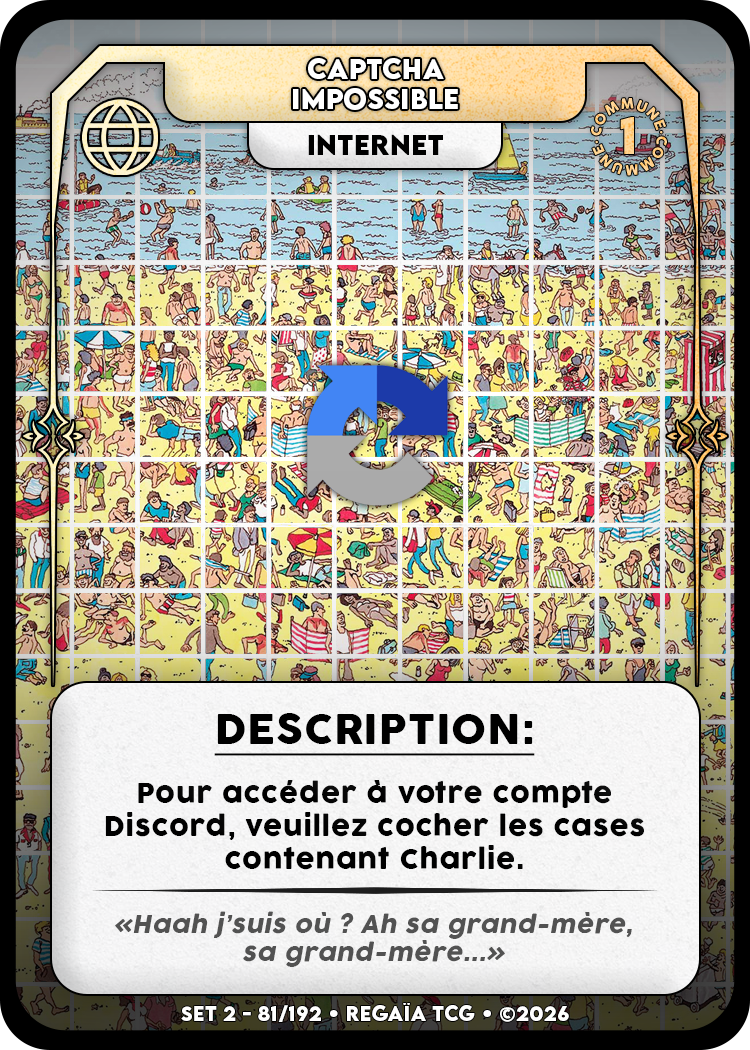 CAPTCHA
IMPOSSIBLE
INTERNET
COMMUNE•COMMUNE
1
DESCRIPTION:
Pour accéder à votre compte
Discord, veuillez cocher les cases
contenant Charlie.
«Haah j'suis où ? Ah sa grand-mère,
sa grand-mère...»
SET 2 - 81/192 • REGAÏA TCG • ©2026